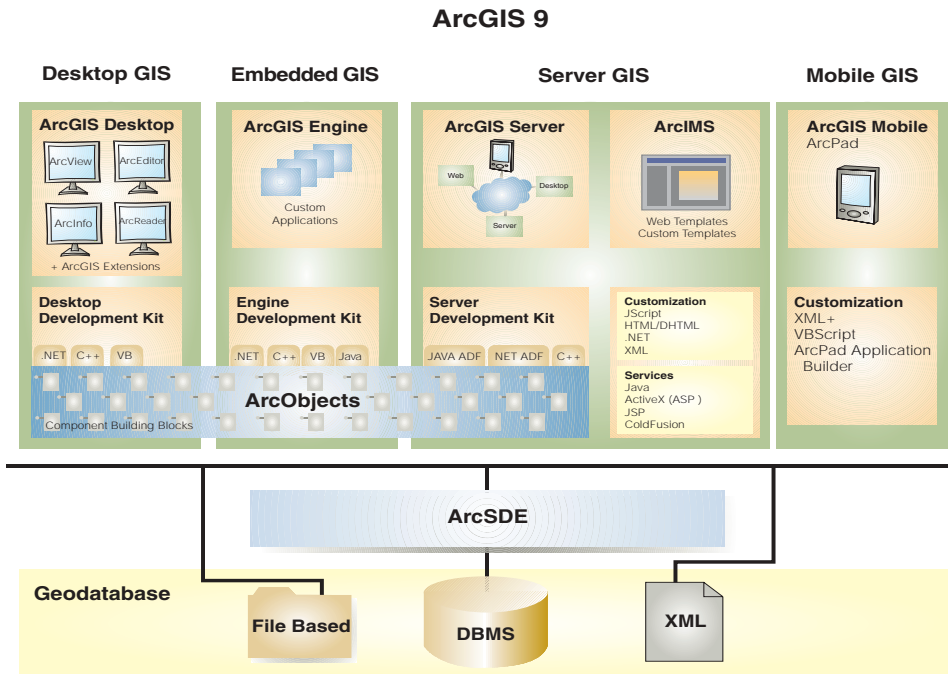 ArcGIS 9
Desktop GIS
Embedded GIS
Server GIS
Mobile GIS
ArcGIS Desktop
ArcView
ArcEditor
ArcInfo
ArcReader
+ ArcGIS Extensions
ArcGIS Engine
Custom
Applications
ArcGIS Server
Web
Desktop
Server
ArcIMS
Web Templates
Custom Templates
ArcGIS Mobile
ArcPad
Desktop
Development Kit
.NET
C++
VB
Engine
Development Kit
.NET
C++
VB
Java
Server
Development Kit
JAVA ADF
NET ADF
C++
Customization
JScript
HTML/DHTML
.NET
XML
Services
Java
ActiveX (ASP )
JSP
ColdFusion
Customization
XML+
VBScript
ArcPad Application
Builder
ArcObjects
Component Building Blocks
ArcSDE
Geodatabase
File Based
DBMS
XML